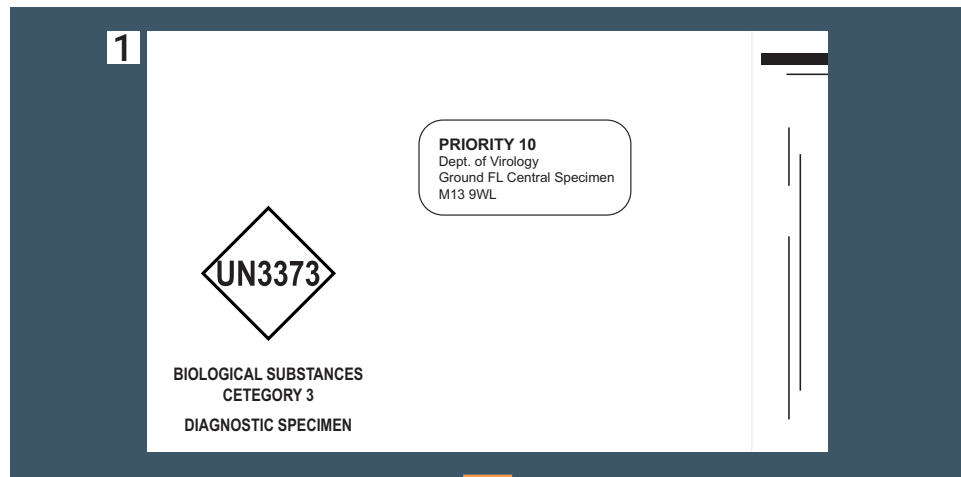 1
PRIORITY 10
Dept. of Virology
Ground FL Central Specimen
M13 9WL
UN3373
BIOLOGICAL SUBSTANCES
CETEGORY 3
DIAGNOSTIC SPECIMEN